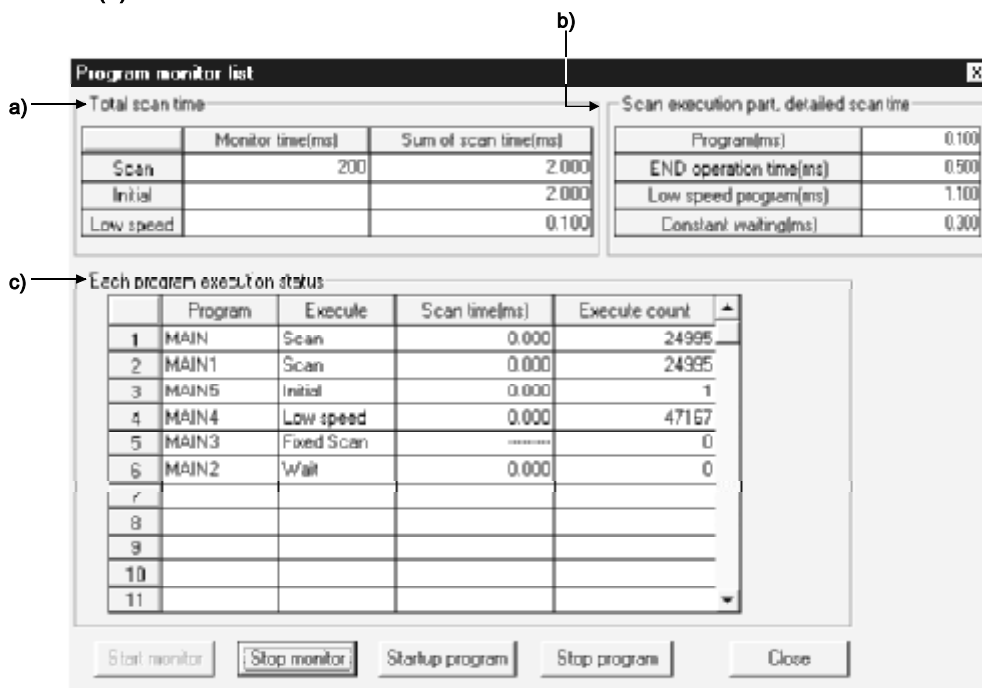 b)
Program monitor list
a)
Total scan time
Monitor time(ms) Sum of scan time(ms)
Scan 200 2.000
Initial 2.000
Low speed 0.100
Scan execution part, detailed scan time
Program(ms) 0.100
END operation time(ms) 0.500
Low speed program(ms) 1.100
Constant waiting(ms) 0.300
c)
Each program execution status
Program Execute Scan time(ms) Execute count
1 MAIN Scan 0.000 24995
2 MAIN1 Scan 0.000 24995
3 MAIN5 Initial 0.000 1
4 MAIN4 Low speed 0.000 47167
5 MAIN3 Fixed Scan -------- 0
6 MAIN2 Wait 0.000 0
7
8
9
10
11
Start monitor Stop monitor Startup program Stop program Close